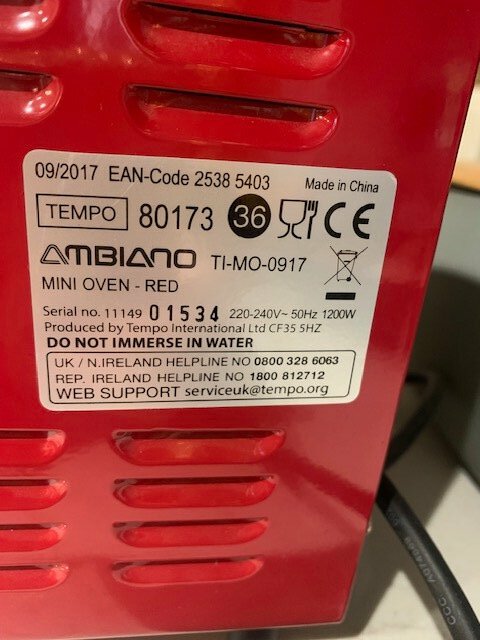 09/2017 EAN-Code 2538 5403
Made in China
TEMPO 80173 36 CE
AMBIANO TI-MO-0917
MINI OVEN - RED
Serial no. 11149 01534 220-240V~ 50Hz 1200W
Produced by Tempo International Ltd CF35 5HZ
DO NOT IMMERSE IN WATER
UK / N.IRELAND HELPLINE NO 0800 328 6063
REP. IRELAND HELPLINE NO 1800 812712
WEB SUPPORT serviceuk@tempo.org
CCC